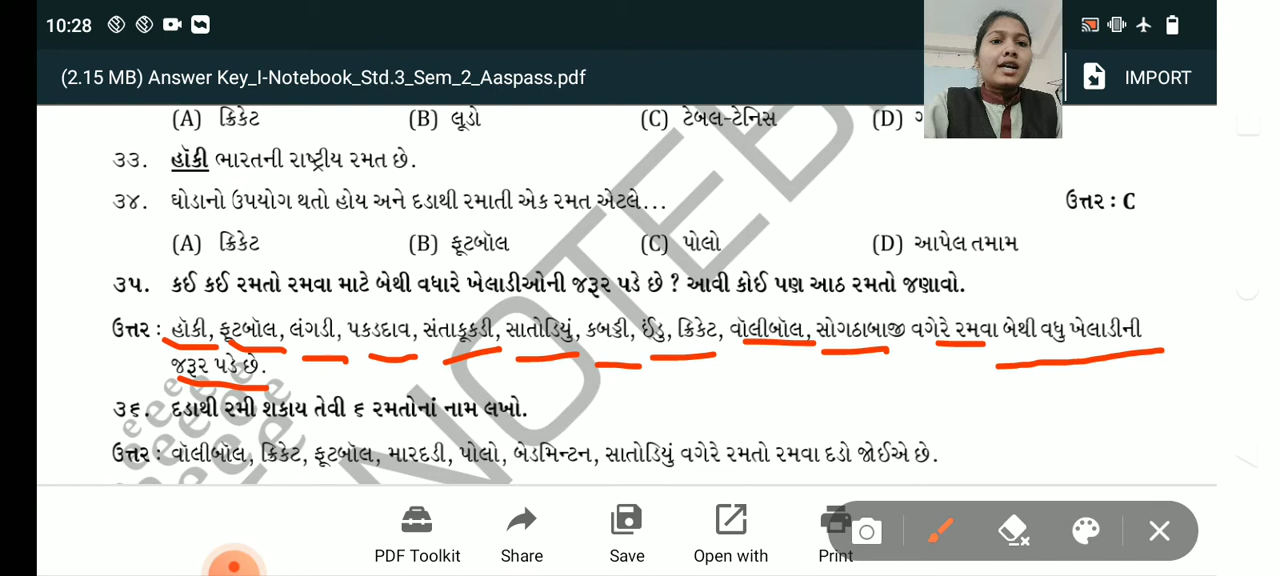 10:28
(2.15 MB) Answer Key_I-Notebook_Std.3_Sem_2_Aaspass.pdf
IMPORT
(A) ક્રિકેટ (B) લૂડો (C) ટેબલ-ટેનિસ (D)
૩૩. હૉકી ભારતની રાષ્ટ્રીય રમત છે.
૩૪. ઘોડાનો ઉપયોગ થતો હોય અને દડાથી રમાતી એક રમત એટલે... ઉત્તર : C
(A) ક્રિકેટ (B) ફૂટબૉલ (C) પોલો (D) આપેલ તમામ
૩૫. કઈ કઈ રમતો રમવા માટે બેથી વધારે ખેલાડીઓની જરૂર પડે છે ? આવી કોઈ પણ આઠ રમતો જણાવો.
ઉત્તર : હૉકી, ફૂટબૉલ, લંગડી, પકડદાવ, સંતાકૂકડી, સાતોડિયું, કબડ્ડી, ઈંડુ, ક્રિકેટ, વૉલીબૉલ, સોગઠાબાજી વગેરે રમવા બેથી વધુ ખેલાડીની
જરૂર પડે છે.
૩૬. દડાથી રમી શકાય તેવી ૬ રમતોનાં નામ લખો.
ઉત્તર : વૉલીબૉલ, ક્રિકેટ, ફૂટબૉલ, મારદડી, પોલો, બેડમિન્ટન, સાતોડિયું વગેરે રમતો રમવા દડો જોઈએ છે.
PDF Toolkit Share Save Open with Print